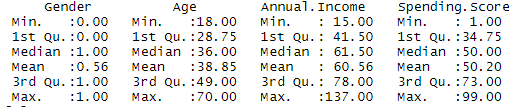 Gender Age Annual.Income Spending.Score
Min. :0.00 Min. :18.00 Min. : 15.00 Min. : 1.00
1st Qu.:0.00 1st Qu.:28.75 1st Qu.: 41.50 1st Qu.:34.75
Median :1.00 Median :36.00 Median : 61.50 Median :50.00
Mean :0.56 Mean :38.85 Mean : 60.56 Mean :50.20
3rd Qu.:1.00 3rd Qu.:49.00 3rd Qu.: 78.00 3rd Qu.:73.00
Max. :1.00 Max. :70.00 Max. :137.00 Max. :99.00